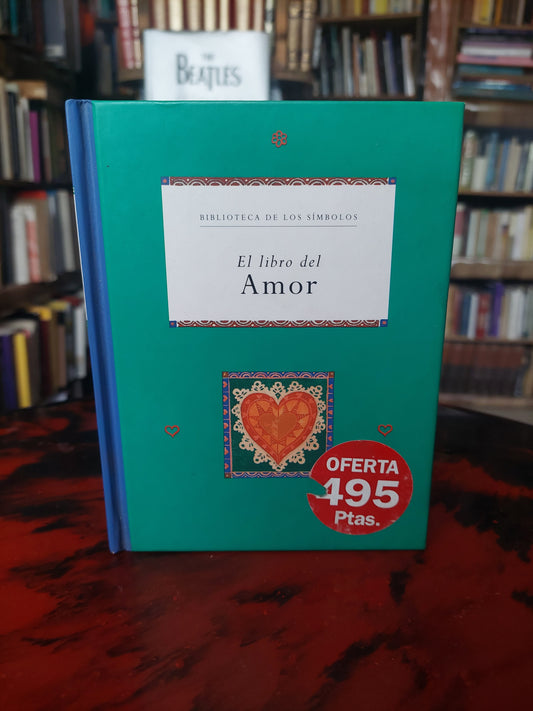 THE
BEATLES
BIBLIOTECA DE LOS SÍMBOLOS
El libro del
Amor
OFERTA
495
Ptas.